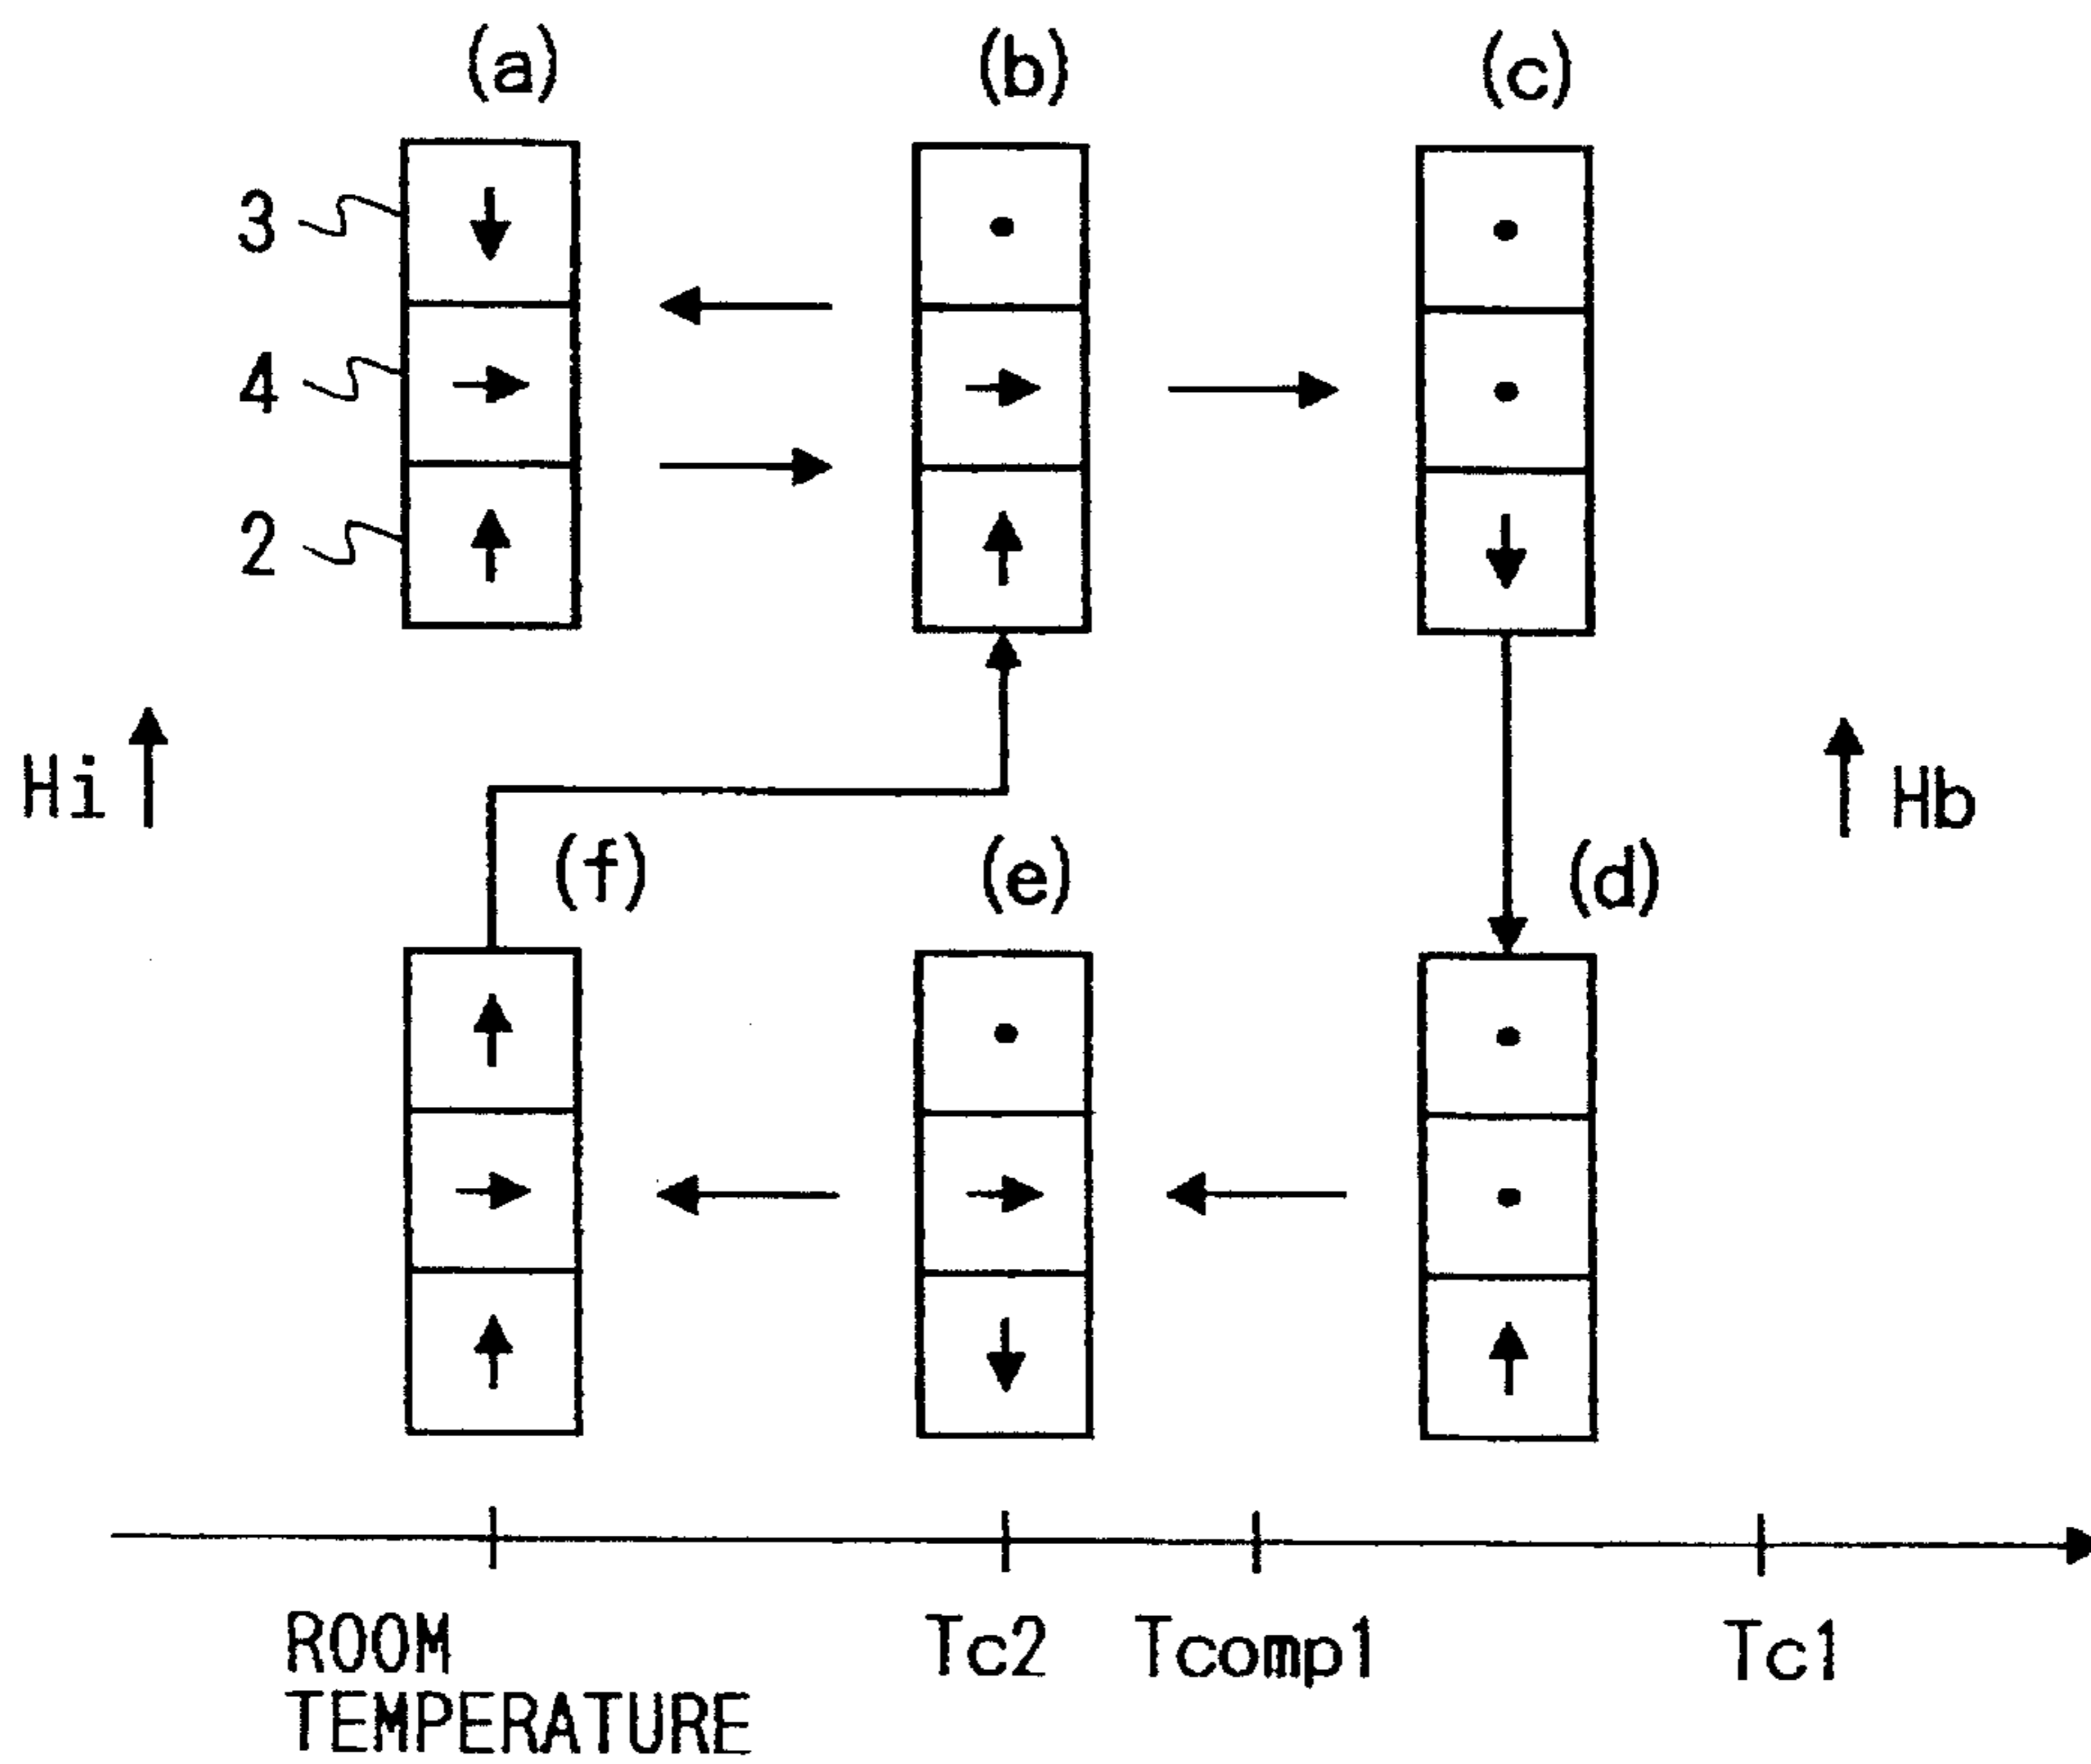 (a) (b) (c)
3
4
2
Hi Hb
(f) (e) (d)
ROOM TEMPERATURE Tc2 Tcomp1 Tc1